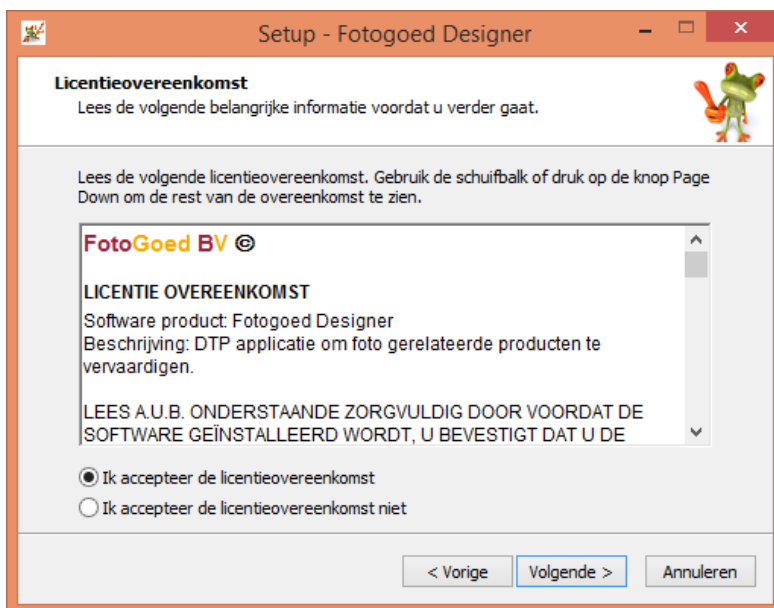 Setup - Fotogoed Designer
Licentieovereenkomst
Lees de volgende belangrijke informatie voordat u verder gaat.
Lees de volgende licentieovereenkomst. Gebruik de schuifbalk of druk op de knop Page
Down om de rest van de overeenkomst te zien.
FotoGoed BV ©
LICENTIE OVEREENKOMST
Software product: Fotogoed Designer
Beschrijving: DTP applicatie om foto gerelateerde producten te
vervaardigen.
LEES A.U.B. ONDERSTAANDE ZORGVULDIG DOOR VOORDAT DE
SOFTWARE GEÏNSTALLEERD WORDT, U BEVESTIGT DAT U DE
Ik accepteer de licentieovereenkomst
Ik accepteer de licentieovereenkomst niet
< Vorige Volgende > Annuleren